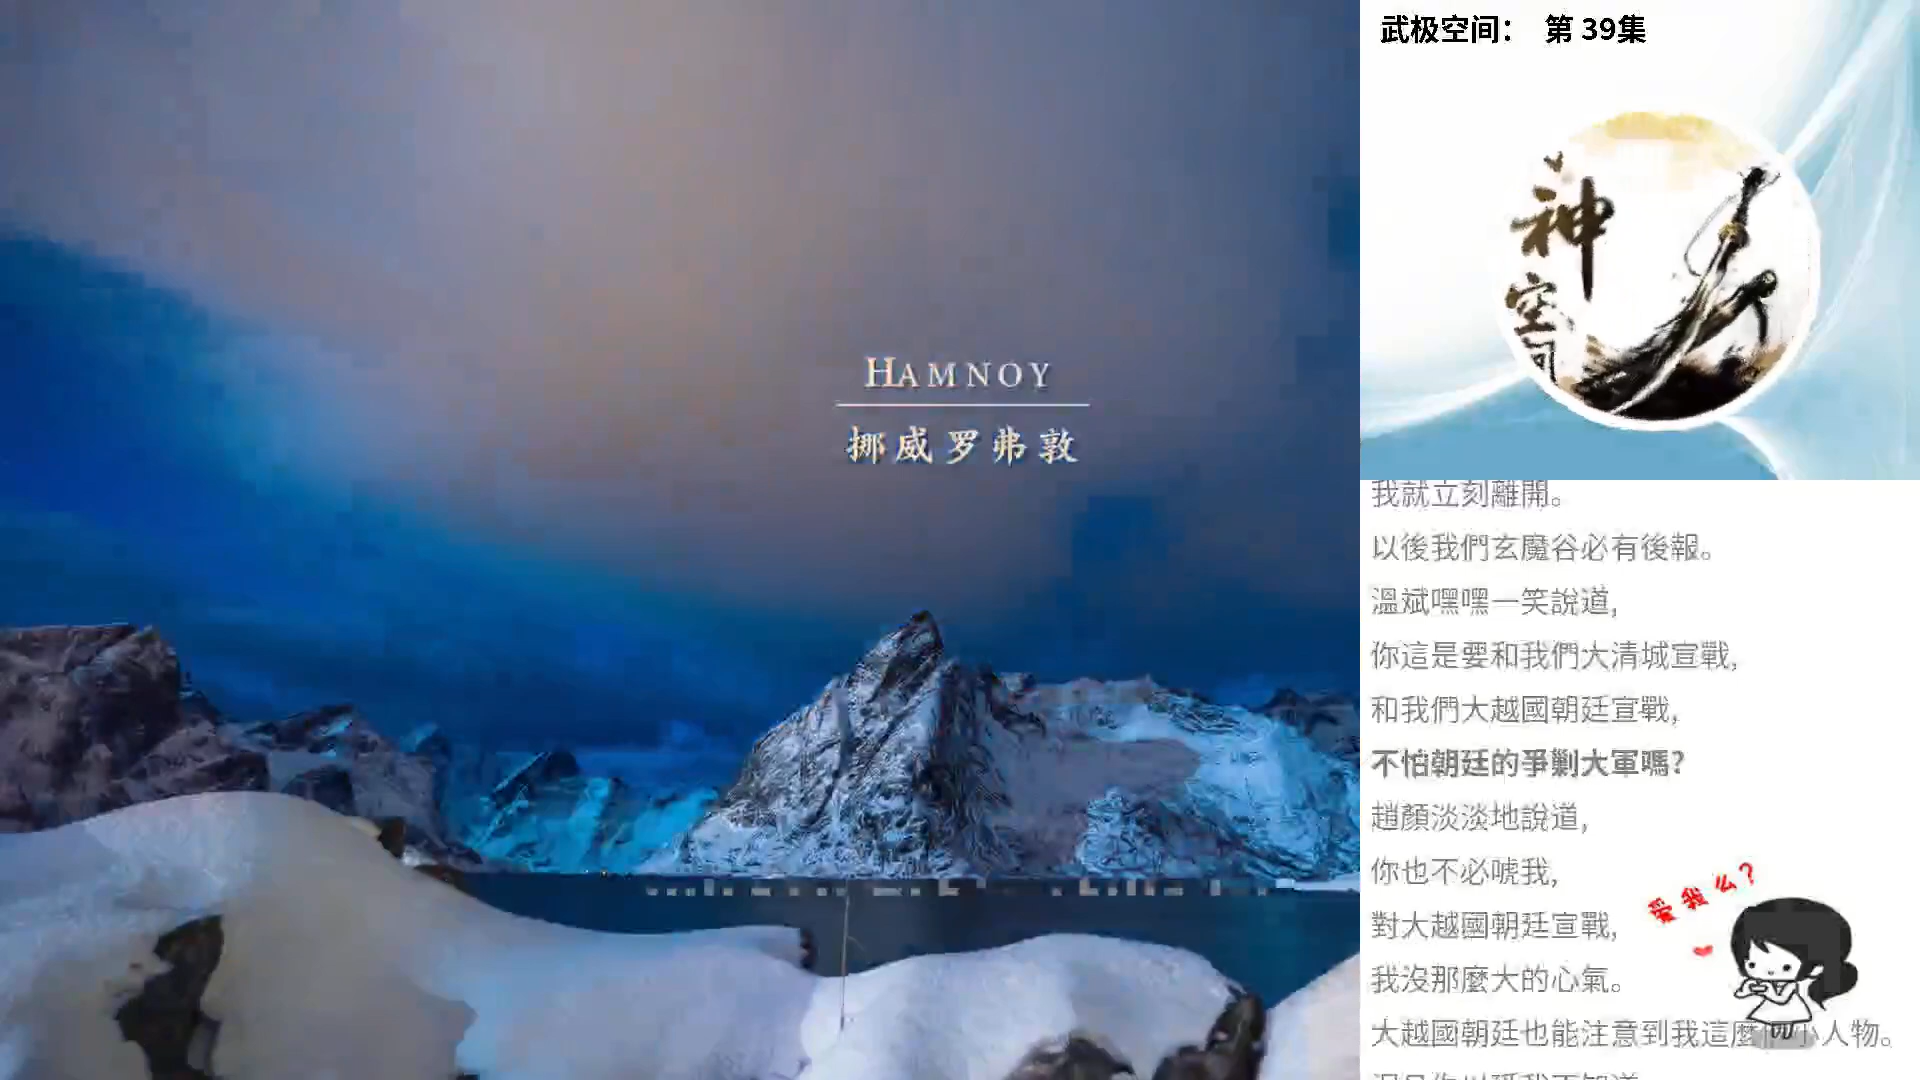 HAMNOY
挪威罗弗敦
武极空间： 第 39集
神
空间
我就立刻離開。
以後我們玄魔谷必有後報。
溫斌嘿嘿一笑說道,
你這是要和我們大清城宣戰,
和我們大越國朝廷宣戰,
不怕朝廷的爭剿大軍嗎?
趙顏淡淡地說道,
你也不必唬我,
對大越國朝廷宣戰,
我沒那麼大的心氣。
大越國朝廷也能注意到我這麼個小人物。
爱我么?